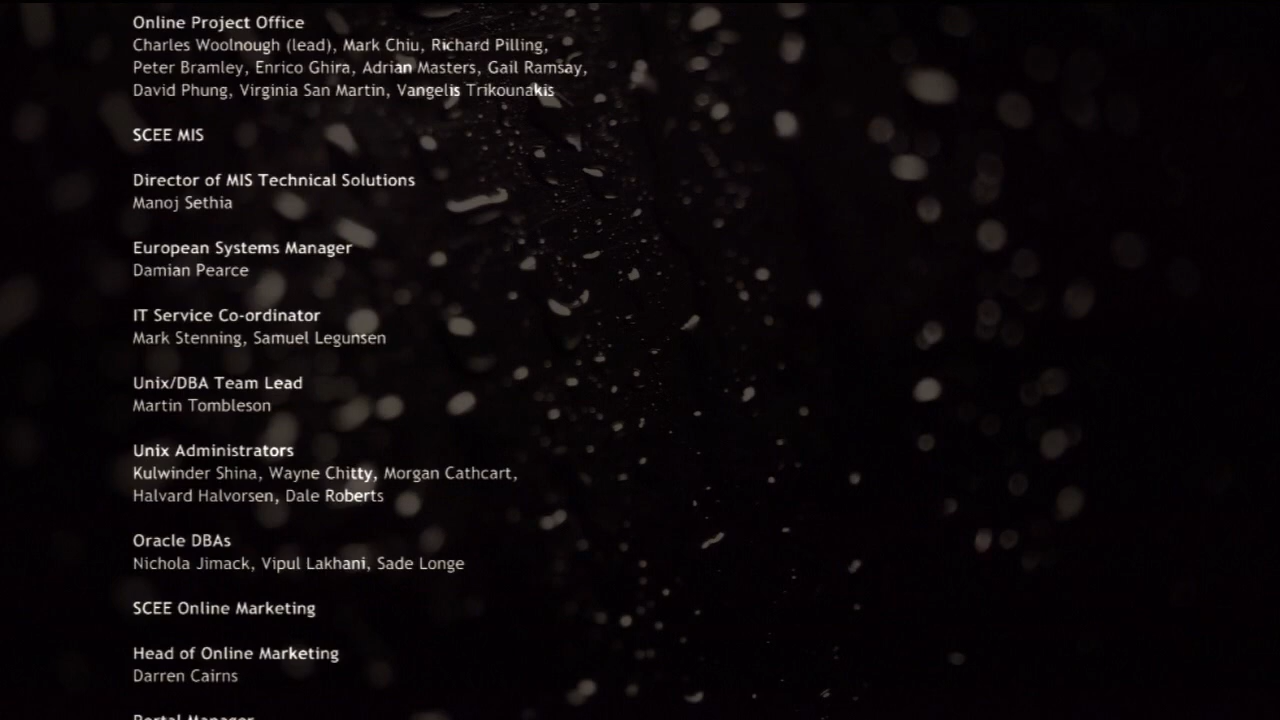 Online Project Office
Charles Woolnough (lead), Mark Chiu, Richard Pilling,
Peter Bramley, Enrico Ghira, Adrian Masters, Gail Ramsay,
David Phung, Virginia San Martin, Vangelis Trikounakis
SCEE MIS
Director of MIS Technical Solutions
Manoj Sethia
European Systems Manager
Damian Pearce
IT Service Co-ordinator
Mark Stenning, Samuel Legunsen
Unix/DBA Team Lead
Martin Tombleson
Unix Administrators
Kulwinder Shina, Wayne Chitty, Morgan Cathcart,
Halvard Halvorsen, Dale Roberts
Oracle DBAs
Nichola Jimack, Vipul Lakhani, Sade Longe
SCEE Online Marketing
Head of Online Marketing
Darren Cairns
Portal Manager